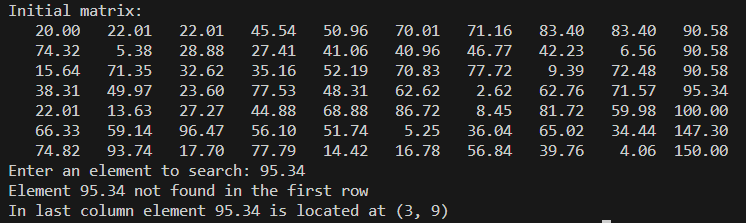 Initial matrix:
20.00 22.01 22.01 45.54 50.96 70.01 71.16 83.40 83.40 90.58
74.32 5.38 28.88 27.41 41.06 40.96 46.77 42.23 6.56 90.58
15.64 71.35 32.62 35.16 52.19 70.83 77.72 9.39 72.48 90.58
38.31 49.97 23.60 77.53 48.31 62.62 2.62 62.76 71.57 95.34
22.01 13.63 27.27 44.88 68.88 86.72 8.45 81.72 59.98 100.00
66.33 59.14 96.47 56.10 51.74 5.25 36.04 65.02 34.44 147.30
74.82 93.74 17.70 77.79 14.42 16.78 56.84 39.76 4.06 150.00
Enter an element to search: 95.34
Element 95.34 not found in the first row
In last column element 95.34 is located at (3, 9)